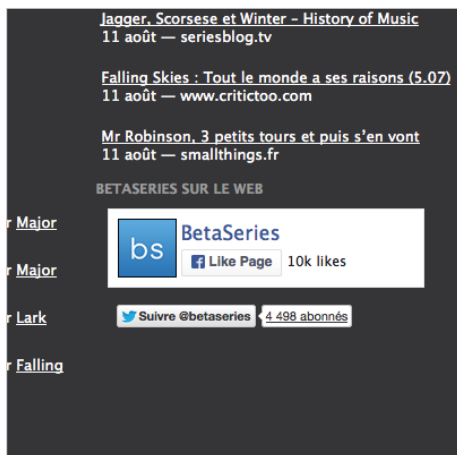 Jagger, Scorsese et Winter – History of Music
11 août — seriesblog.tv
Falling Skies : Tout le monde a ses raisons (5.07)
11 août — www.critictoo.com
Mr Robinson, 3 petits tours et puis s'en vont
11 août — smallthings.fr
BETASERIES SUR LE WEB
r Major
r Major
r Lark
r Falling
bs
BetaSeries
Like Page 10k likes
Suivre @betaseries 4 498 abonnés